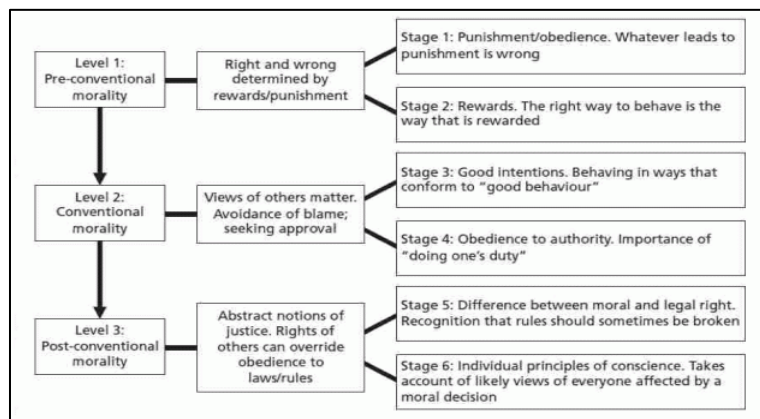 Level 1:
Pre-conventional
morality
Right and wrong
determined by
rewards/punishment
Stage 1: Punishment/obedience. Whatever leads to
punishment is wrong
Stage 2: Rewards. The right way to behave is the
way that is rewarded
Level 2:
Conventional
morality
Views of others matter.
Avoidance of blame;
seeking approval
Stage 3: Good intentions. Behaving in ways that
conform to “good behaviour”
Stage 4: Obedience to authority. Importance of
“doing one’s duty”
Level 3:
Post-conventional
morality
Abstract notions of
justice. Rights of
others can override
obedience to
laws/rules
Stage 5: Difference between moral and legal right.
Recognition that rules should sometimes be broken
Stage 6: Individual principles of conscience. Takes
account of likely views of everyone affected by a
moral decision